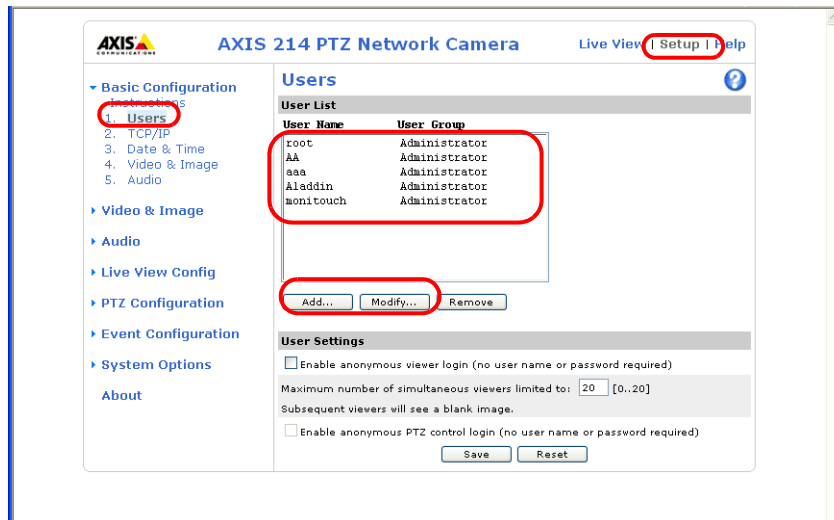 AXIS COMMUNICATIONS
AXIS 214 PTZ Network Camera
Live View | Setup | Help
Basic Configuration
Instructions
1. Users
2. TCP/IP
3. Date & Time
4. Video & Image
5. Audio
Video & Image
Audio
Live View Config
PTZ Configuration
Event Configuration
System Options
About
Users
?
User List
User Name User Group
root Administrator
AA Administrator
aaa Administrator
Aladdin Administrator
monitouch Administrator
Add... Modify... Remove
User Settings
Enable anonymous viewer login (no user name or password required)
Maximum number of simultaneous viewers limited to: 20 [0..20]
Subsequent viewers will see a blank image.
Enable anonymous PTZ control login (no user name or password required)
Save Reset